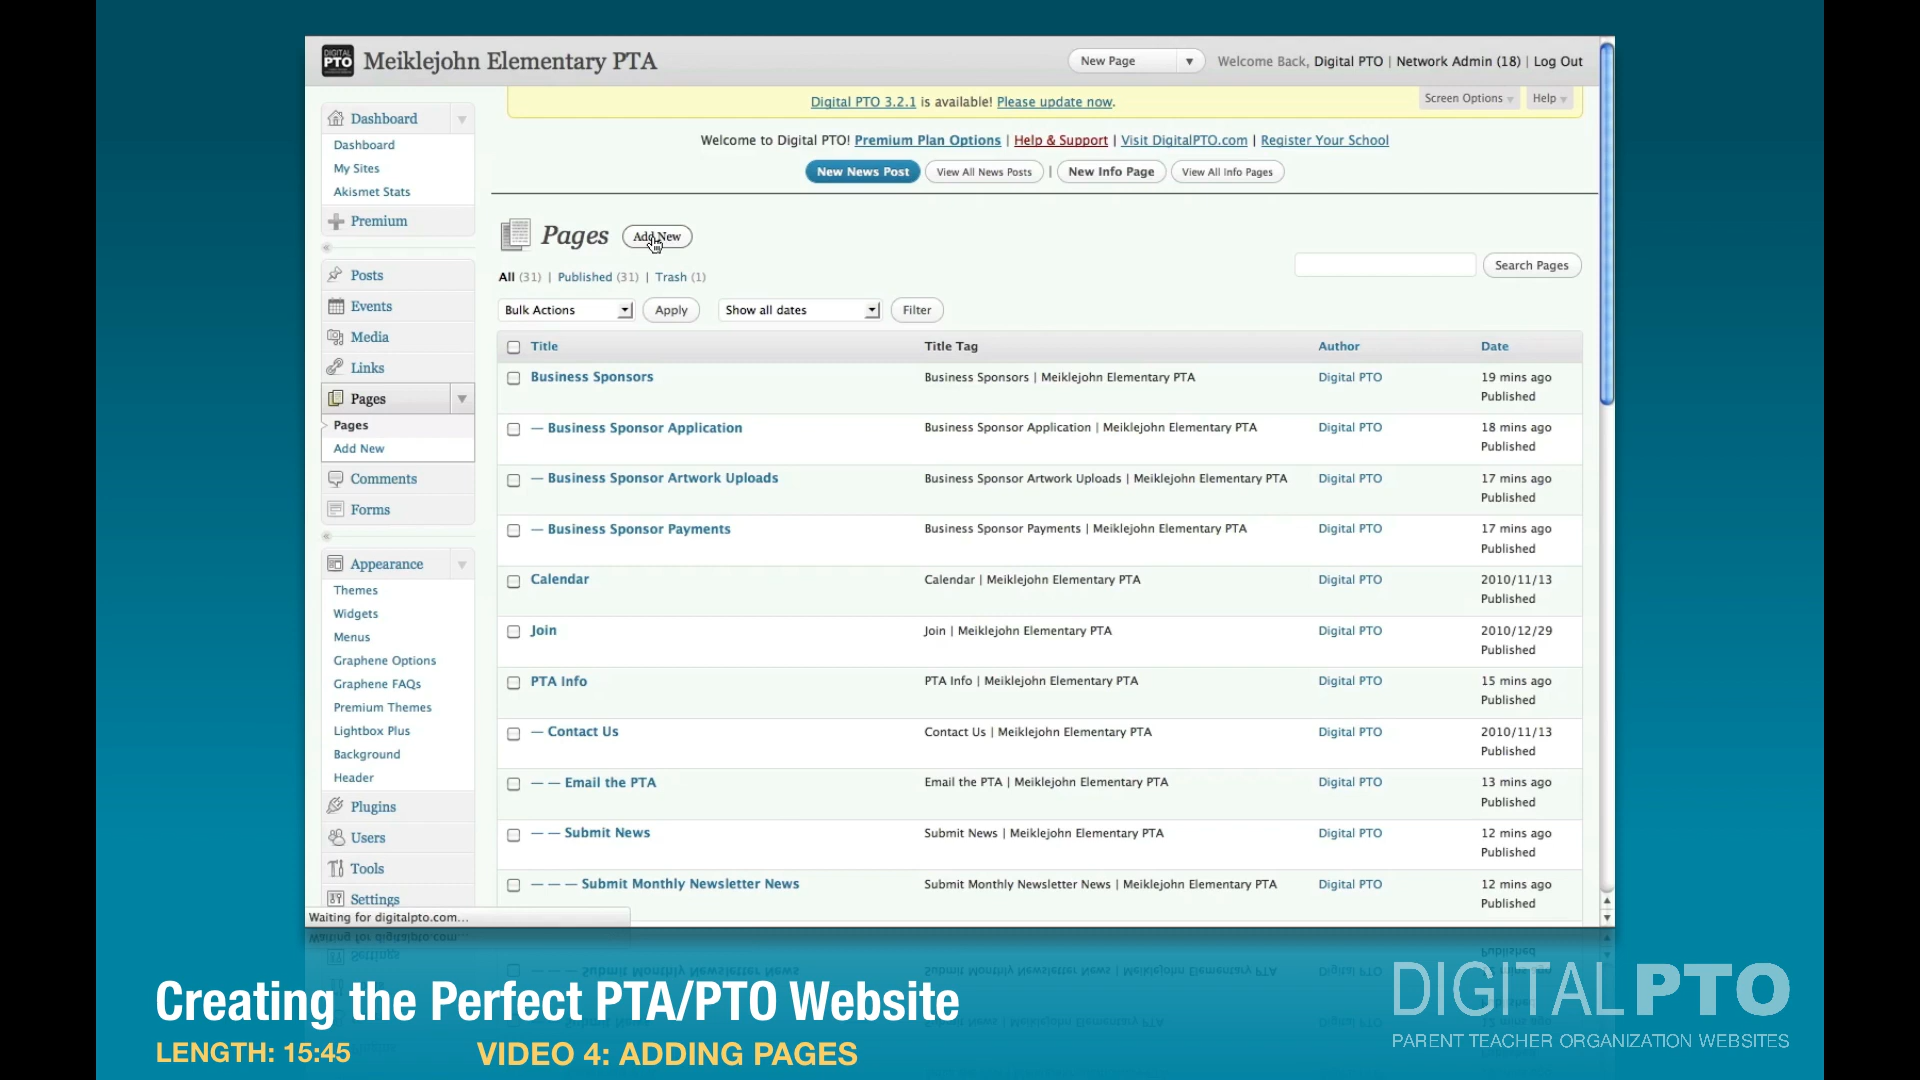 DIGITAL PTO Meiklejohn Elementary PTA
New Page
Welcome Back, Digital PTO | Network Admin (18) | Log Out
Digital PTO 3.2.1 is available! Please update now.
Screen Options
Help
Welcome to Digital PTO! Premium Plan Options | Help & Support | Visit DigitalPTO.com | Register Your School
New News Post View All News Posts | New Info Page View All Info Pages
Dashboard
Dashboard
My Sites
Akismet Stats
Premium
Posts
Events
Media
Links
Pages
Pages
Add New
Comments
Forms
Appearance
Themes
Widgets
Menus
Graphene Options
Graphene FAQs
Premium Themes
Lightbox Plus
Background
Header
Plugins
Users
Tools
Settings
Waiting for digitalpto.com...
Pages Add New
All (31) | Published (31) | Trash (1)
Search Pages
Bulk Actions Apply Show all dates Filter
Title Title Tag Author Date
Business Sponsors Business Sponsors | Meiklejohn Elementary PTA Digital PTO 19 mins ago
Published
— Business Sponsor Application Business Sponsor Application | Meiklejohn Elementary PTA Digital PTO 18 mins ago
Published
— Business Sponsor Artwork Uploads Business Sponsor Artwork Uploads | Meiklejohn Elementary PTA Digital PTO 17 mins ago
Published
— Business Sponsor Payments Business Sponsor Payments | Meiklejohn Elementary PTA Digital PTO 17 mins ago
Published
Calendar Calendar | Meiklejohn Elementary PTA Digital PTO 2010/11/13
Published
Join Join | Meiklejohn Elementary PTA Digital PTO 2010/12/29
Published
PTA Info PTA Info | Meiklejohn Elementary PTA Digital PTO 15 mins ago
Published
— Contact Us Contact Us | Meiklejohn Elementary PTA Digital PTO 2010/11/13
Published
— — Email the PTA Email the PTA | Meiklejohn Elementary PTA Digital PTO 13 mins ago
Published
— — Submit News Submit News | Meiklejohn Elementary PTA Digital PTO 12 mins ago
Published
— — — Submit Monthly Newsletter News Submit Monthly Newsletter News | Meiklejohn Elementary PTA Digital PTO 12 mins ago
Published
Creating the Perfect PTA/PTO Website
LENGTH: 15:45 VIDEO 4: ADDING PAGES
DIGITALPTO
PARENT TEACHER ORGANIZATION WEBSITES